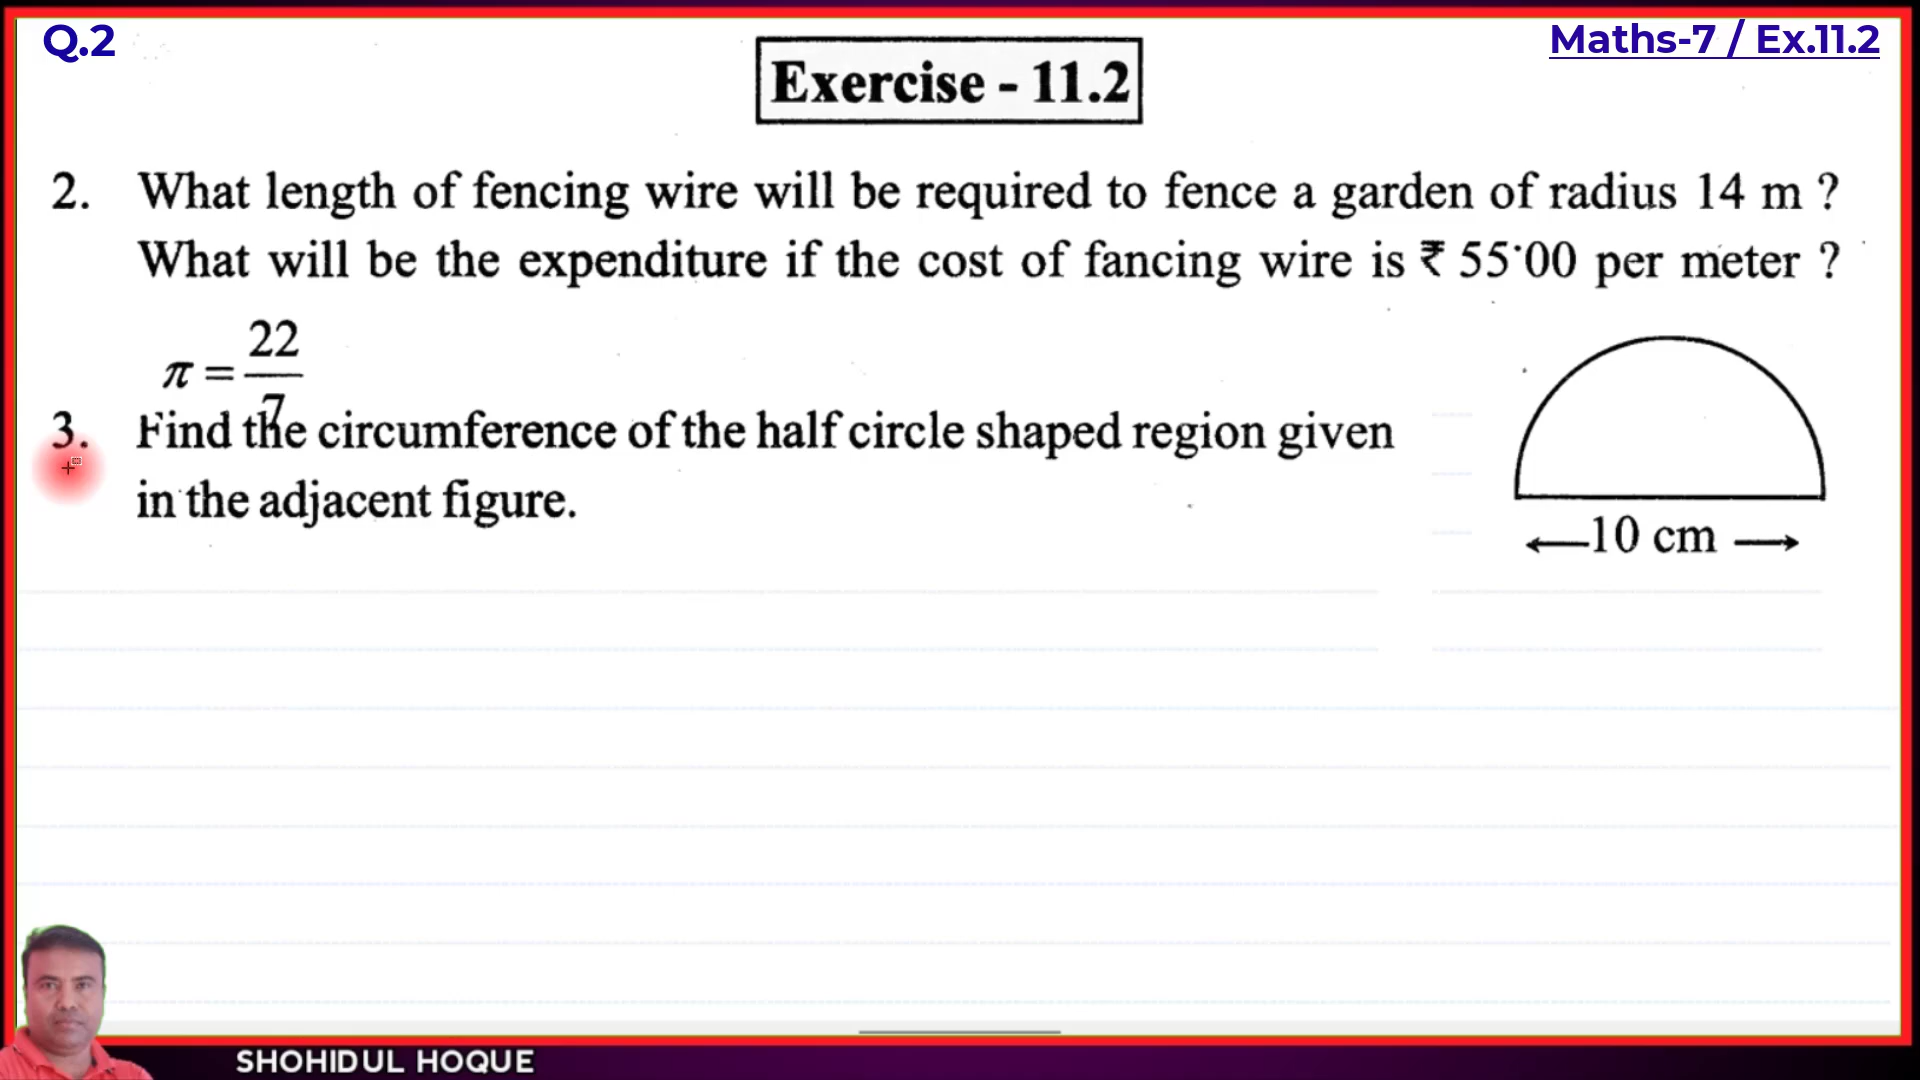 Q.2
Maths-7 / Ex.11.2
Exercise - 11.2
2. What length of fencing wire will be required to fence a garden of radius 14 m ?
What will be the expenditure if the cost of fancing wire is ₹ 55·00 per meter ?
π = 22/7
3. Find the circumference of the half circle shaped region given
in the adjacent figure.
←10 cm→
SHOHIDUL HOQUE